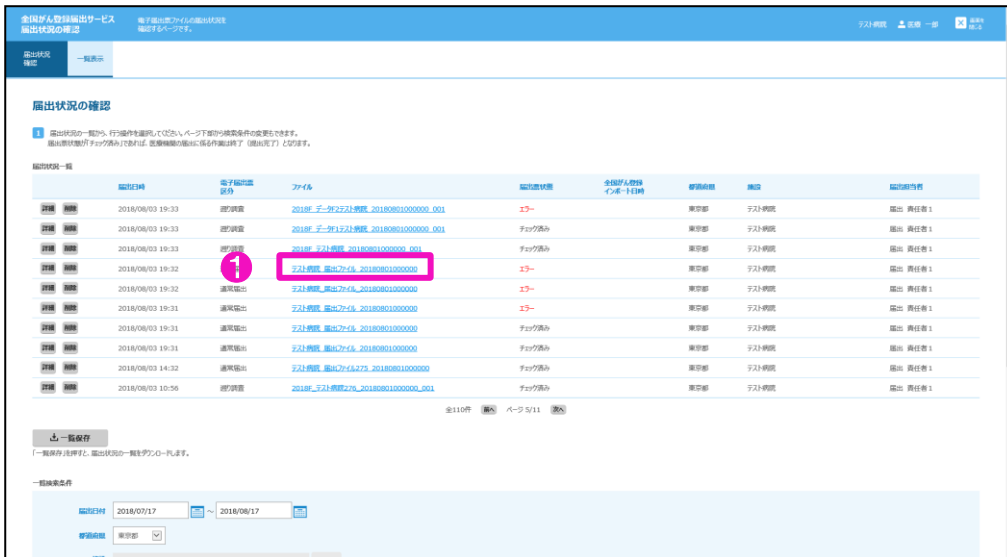 全国がん登録届出サービス
届出状況の確認
電子届出票ファイルの届出状況を
確認するページです。
テスト病院 医療 一郎 画面を
閉じる
届出状況
確認
一覧表示
届出状況の確認
1 届出状況の一覧から、行う操作を選択してください。ページ下部から検索条件の変更もできます。
届出票状態が「チェック済み」であれば、医療機関の届出に係る作業は終了(提出完了)となります。
届出状況一覧
届出日時 電子届出票
区分 ファイル 届出票状態 全国がん登録
インポート日時 都道府県 施設 届出担当者
詳細 削除 2018/08/03 19:33 遡り調査 2018F_データF2テスト病院_20180801000000_001 エラー 東京都 テスト病院 届出 責任者1
詳細 削除 2018/08/03 19:33 遡り調査 2018F_データF1テスト病院_20180801000000_001 チェック済み 東京都 テスト病院 届出 責任者1
詳細 削除 2018/08/03 19:33 遡り調査 2018F_テスト病院_20180801000000_001 チェック済み 東京都 テスト病院 届出 責任者1
詳細 削除 2018/08/03 19:32 1 テスト病院_届出ファイル_20180801000000 エラー 東京都 テスト病院 届出 責任者1
詳細 削除 2018/08/03 19:32 通常届出 テスト病院_届出ファイル_20180801000000 エラー 東京都 テスト病院 届出 責任者1
詳細 削除 2018/08/03 19:31 通常届出 テスト病院_届出ファイル_20180801000000 エラー 東京都 テスト病院 届出 責任者1
詳細 削除 2018/08/03 19:31 通常届出 テスト病院_届出ファイル_20180801000000 チェック済み 東京都 テスト病院 届出 責任者1
詳細 削除 2018/08/03 19:31 通常届出 テスト病院_届出ファイル_20180801000000 チェック済み 東京都 テスト病院 届出 責任者1
詳細 削除 2018/08/03 14:32 通常届出 テスト病院_届出ファイル275_20180801000000 チェック済み 東京都 テスト病院 届出 責任者1
詳細 削除 2018/08/03 10:56 遡り調査 2018F_テスト病院276_20180801000000_001 チェック済み 東京都 テスト病院 届出 責任者1
全110件 前へ ページ 5/11 次へ
一覧保存
「一覧保存」を押すと、届出状況の一覧をダウンロードします。
一覧検索条件
届出日付 2018/07/17 ~ 2018/08/17
都道府県 東京都